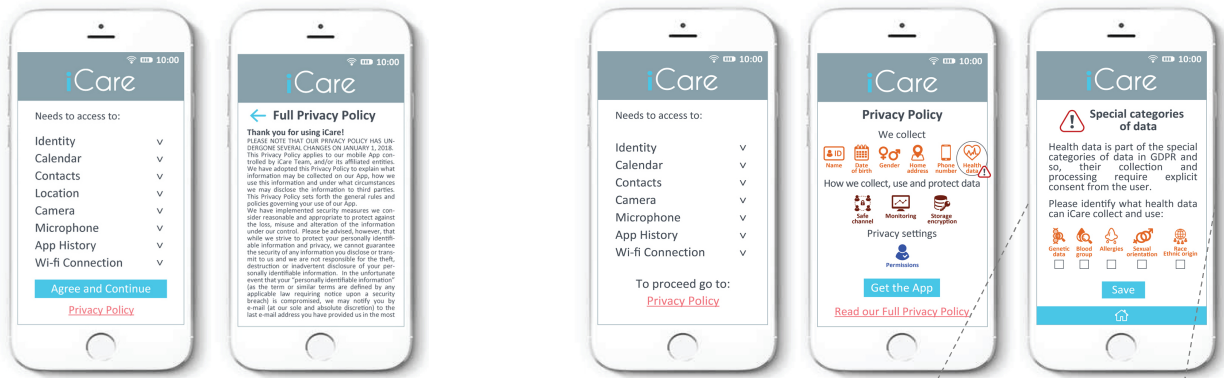 10:00
iCare
Needs to access to:
Identity v
Calendar v
Contacts v
Location v
Camera v
Microphone v
App History v
Wi-fi Connection v
Agree and Continue
Privacy Policy
10:00
iCare
← Full Privacy Policy
Thank you for using iCare!
PLEASE NOTE THAT OUR PRIVACY POLICY HAS UN-
DERGONE SEVERAL CHANGES ON JANUARY 1, 2018.
This Privacy Policy applies to our mobile App con-
trolled by iCare Team, and/or its affiliated entities.
We have adopted this Privacy Policy to explain what
information may be collected on our App, how we
use this information and under what circumstances
we may disclose the information to third parties.
This Privacy Policy sets forth the general rules and
policies governing your use of our App.
We have implemented security measures we con-
sider reasonable and appropriate to protect against
the loss, misuse and alteration of the information
under our control. Please be advised, however, that
while we strive to protect your personally identifi-
able information and privacy, we cannot guarantee
the security of any information you disclose or trans-
mit to us and we are not responsible for the theft,
destruction or inadvertent disclosure of your per-
sonally identifiable information. In the unfortunate
event that your "personally identifiable information"
(as the term or similar terms are defined by any
applicable law requiring notice upon a security
breach) is compromised, we may notify you by
e-mail (at our sole and absolute discretion) to the
last e-mail address you have provided us in the most
10:00
iCare
Needs to access to:
Identity v
Calendar v
Contacts v
Camera v
Microphone v
App History v
Wi-fi Connection v
To proceed go to:
Privacy Policy
10:00
iCare
Privacy Policy
We collect
ID
Name Date of birth Gender Home address Phone number Health data
How we collect, use and protect data
Safe channel Monitoring Storage encryption
Privacy settings
Permissions
Get the App
Read our Full Privacy Policy
10:00
iCare
Special categories
of data
Health data is part of the special
categories of data in GDPR and
so, their collection and
processing require explicit
consent from the user.
Please identify what health data
can iCare collect and use:
Genetic data Blood group Allergies Sexual orientation Race Ethnic origin
Save